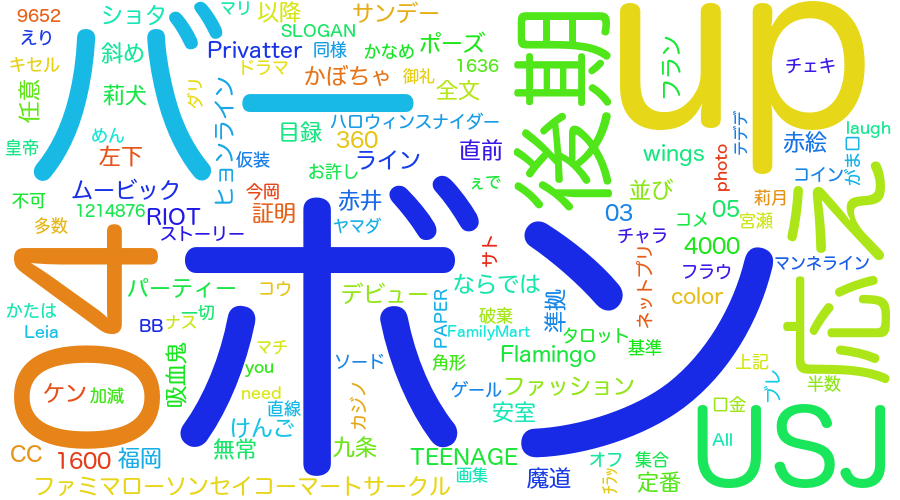 9652
ショタ
マリ
以降
サンデー
up
えり
SLOGAN
Privatter
同様
かなめ
ポーズ
後期
フラン
チェキ
キセル
斜め
バー
ドラマ
かぼちゃ
御礼
1636
任意
莉犬
ダリ
ヒョンライン
360
全文
目録
ハロウィンスナイダー
photo
デデデ
赤絵
laugh
がま口
皇帝
めん
左下
仮装
お許し
ライン
直前
wings
コイン
応え
不可
ムービック
今岡
赤井
ぇで
並び
莉月
多数
1214876
RIOT
証明
ヤマダ
03
05
コメ
宮瀬
ストーリー
ボン
サト
チャラ
4000
04
パーティー
コウ
デビュー
ならでは
ネットプリ
フラウ
マンネライン
color
かたは
Leia
一切
BB
ナス
PAPER
破棄
準拠
FamilyMart
タロット
基準
吸血鬼
マチ
you
ソード
角形
Flamingo
上記
ケン
加減
need
カジノ
ゲール
ファッション
ブレ
半数
直線
けんご
安室
口金
USJ
CC
1600
福岡
無常
九条
TEENAGE
画集
魔道
オフ
集合
All
ファミマローソンセイコーマートサークル
チラッ
定番